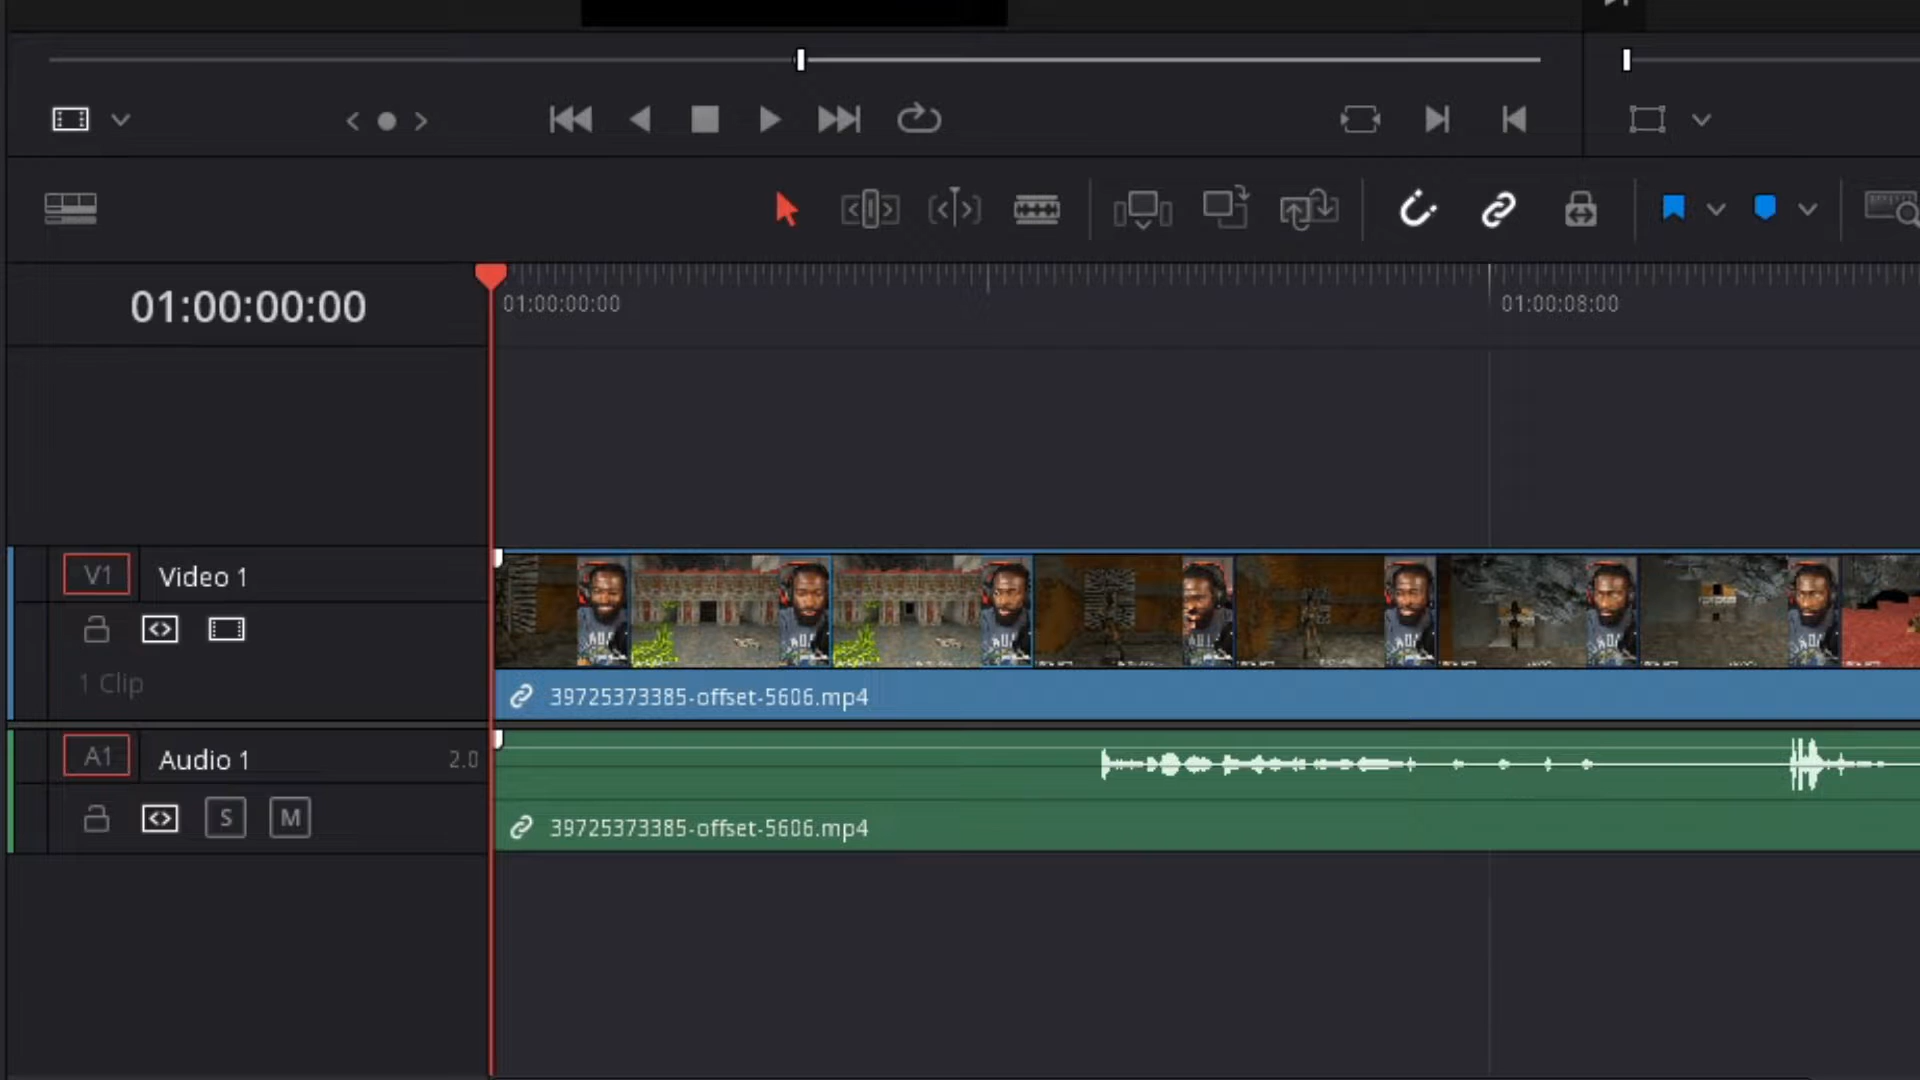 01:00:00:00
01:00:00:00
01:00:08:00
V1 Video 1
1 Clip
39725373385-offset-5606.mp4
A1 Audio 1 2.0
S M
39725373385-offset-5606.mp4